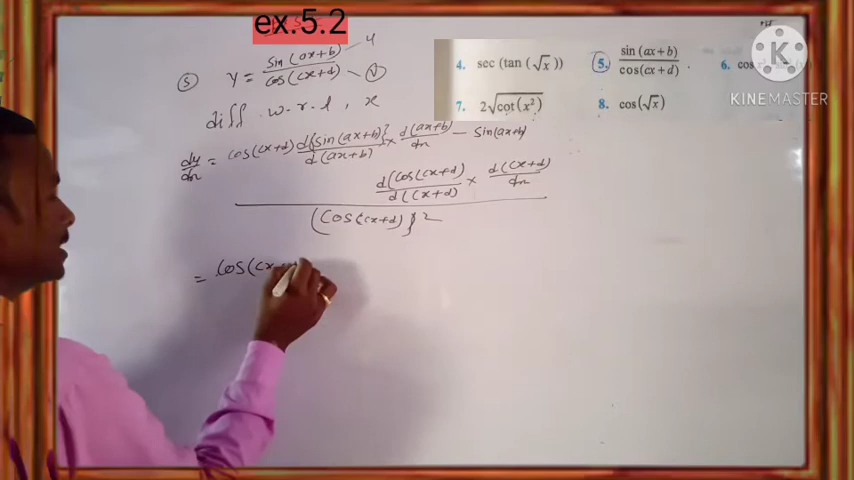 ex.5.2
(5) y = sin(ax+b) / cos(cx+d) — u — v
diff. w.r.t, x
dy/dx = cos(cx+d) d{sin(ax+b)}/d(ax+b) × d(ax+b)/dx — sin(ax+b)
d(cos(cx+d)/d(cx+d) × d(cx+d)/dx
(cos(cx+d))²
= cos(cx
4. sec (tan (√x)) 5. sin (ax+b) / cos (cx+d) 6. cos
7. 2√cot(x²) 8. cos(√x)
KINEMASTER